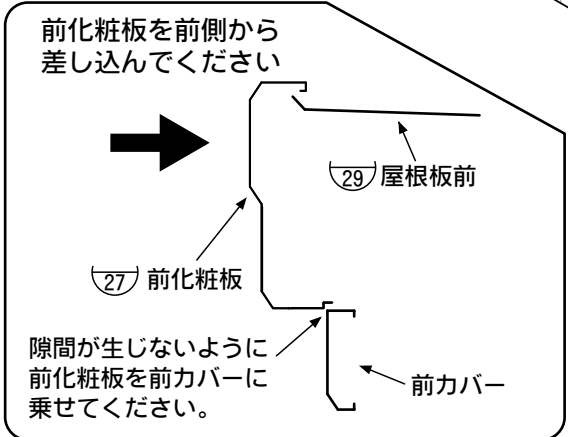 前化粧板を前側から
差し込んでください
29 屋根板前
27 前化粧板
隙間が生じないように
前化粧板を前カバーに
乗せてください。
前カバー